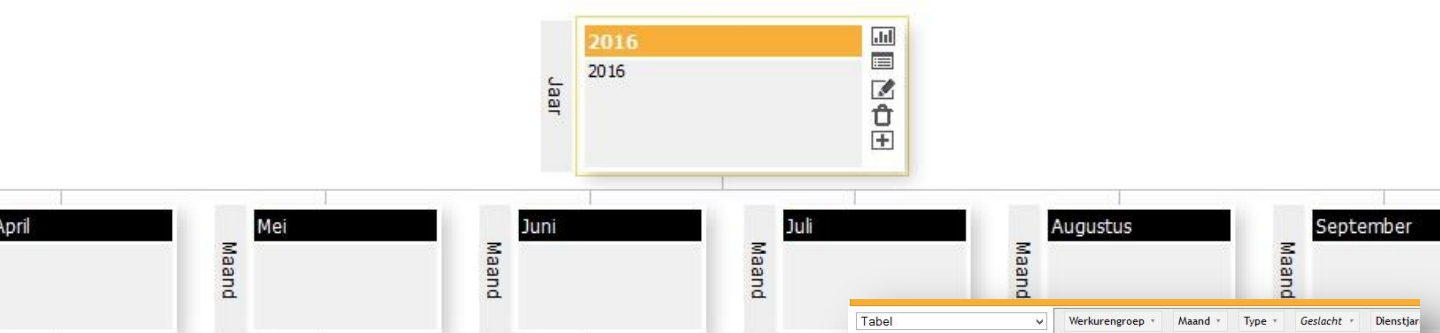 2016
2016
Jaar
April
Maand
Mei
Maand
Juni
Maand
Juli
Maand
Augustus
Maand
September
Tabel
Werkurengroep Maand Type Geslacht Dienstjar